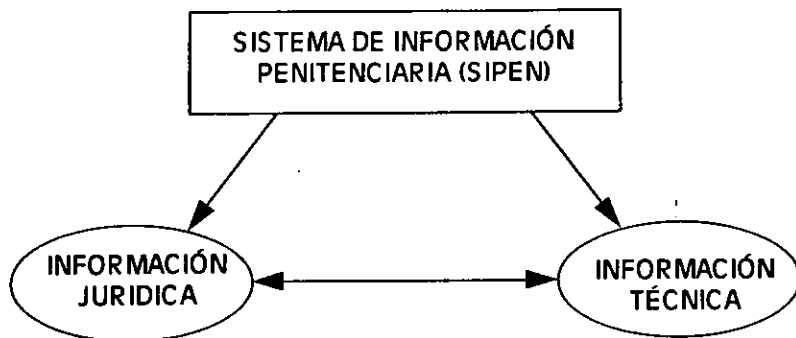 SISTEMA DE INFORMACIÓN
PENITENCIARIA (SIPEN)
INFORMACIÓN
JURIDICA
INFORMACIÓN
TÉCNICA